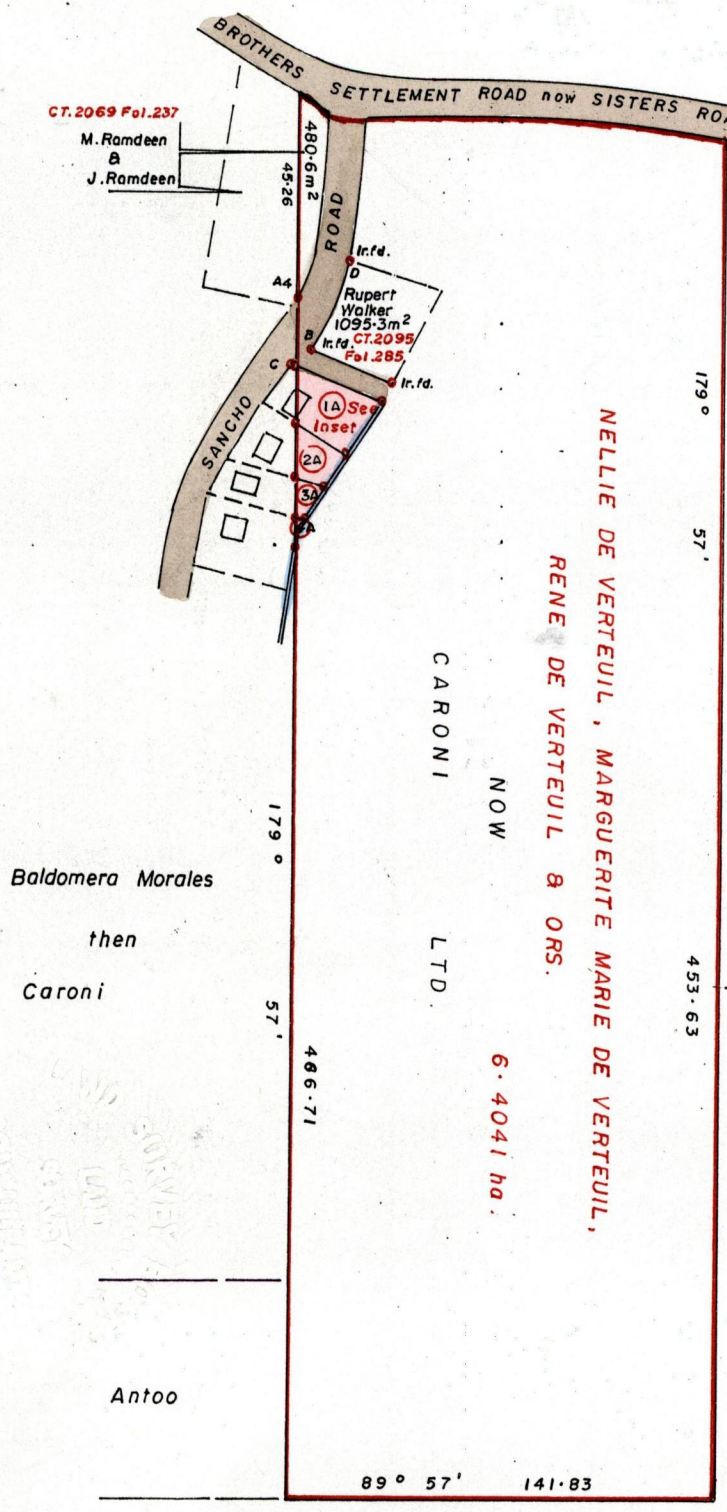 BROTHERS SETTLEMENT ROAD now SISTERS ROA
CT.2069 Fol.237
M.Ramdeen
&
J.Ramdeen
480.6m2
45.26
ROAD
Ir.fd.
D
A4
Rupert
Walker
1095.3m2
B
Ir.fd.
CT.2095
Fol.285
C
Ir.fd.
SANCHO
1A See
Inset
2A
3A
179° 57'
453.63
NELLIE DE VERTEUIL, MARGUERITE MARIE DE VERTEUIL,
RENE DE VERTEUIL & ORS.
NOW
CARONI LTD.
6.4041 ha.
179° 57'
466.71
Baldomera Morales
then
Caroni
Antoo
89° 57' 141.83